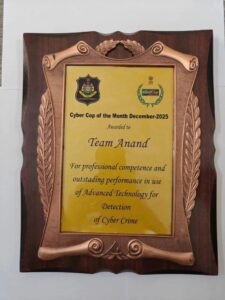 Cyber Cop of the Month December-2025
Awarded to
Team Anand
For professional competence and
outstading performance in use
of Advanced Technology for
Detection
of Cyber Crime